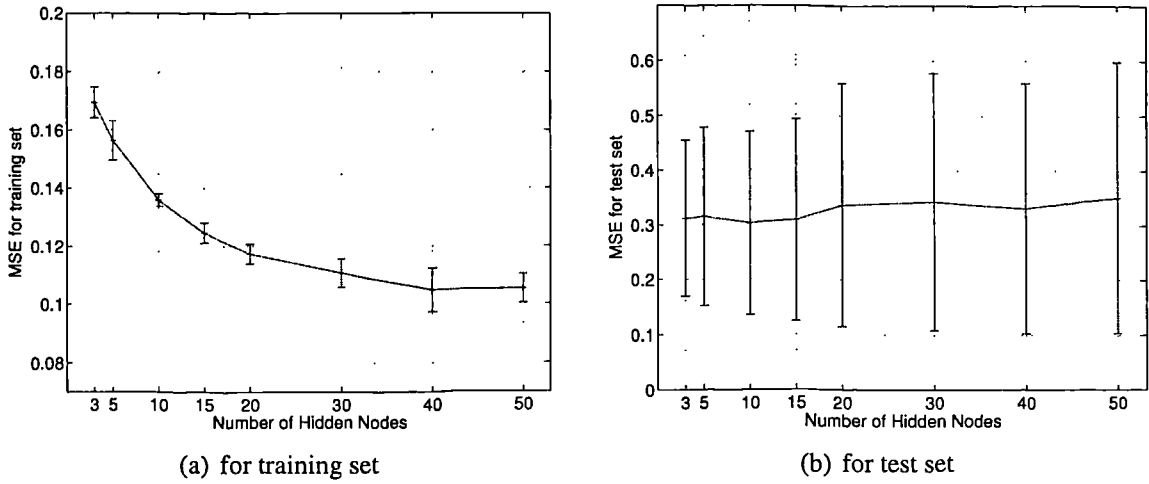 0.2
0.18
0.16
0.14
0.12
0.1
0.08
MSE for training set
3 5 10 15 20 30 40 50
Number of Hidden Nodes
(a) for training set
0.6
0.5
0.4
0.3
0.2
0.1
0
MSE for test set
3 5 10 15 20 30 40 50
Number of Hidden Nodes
(b) for test set